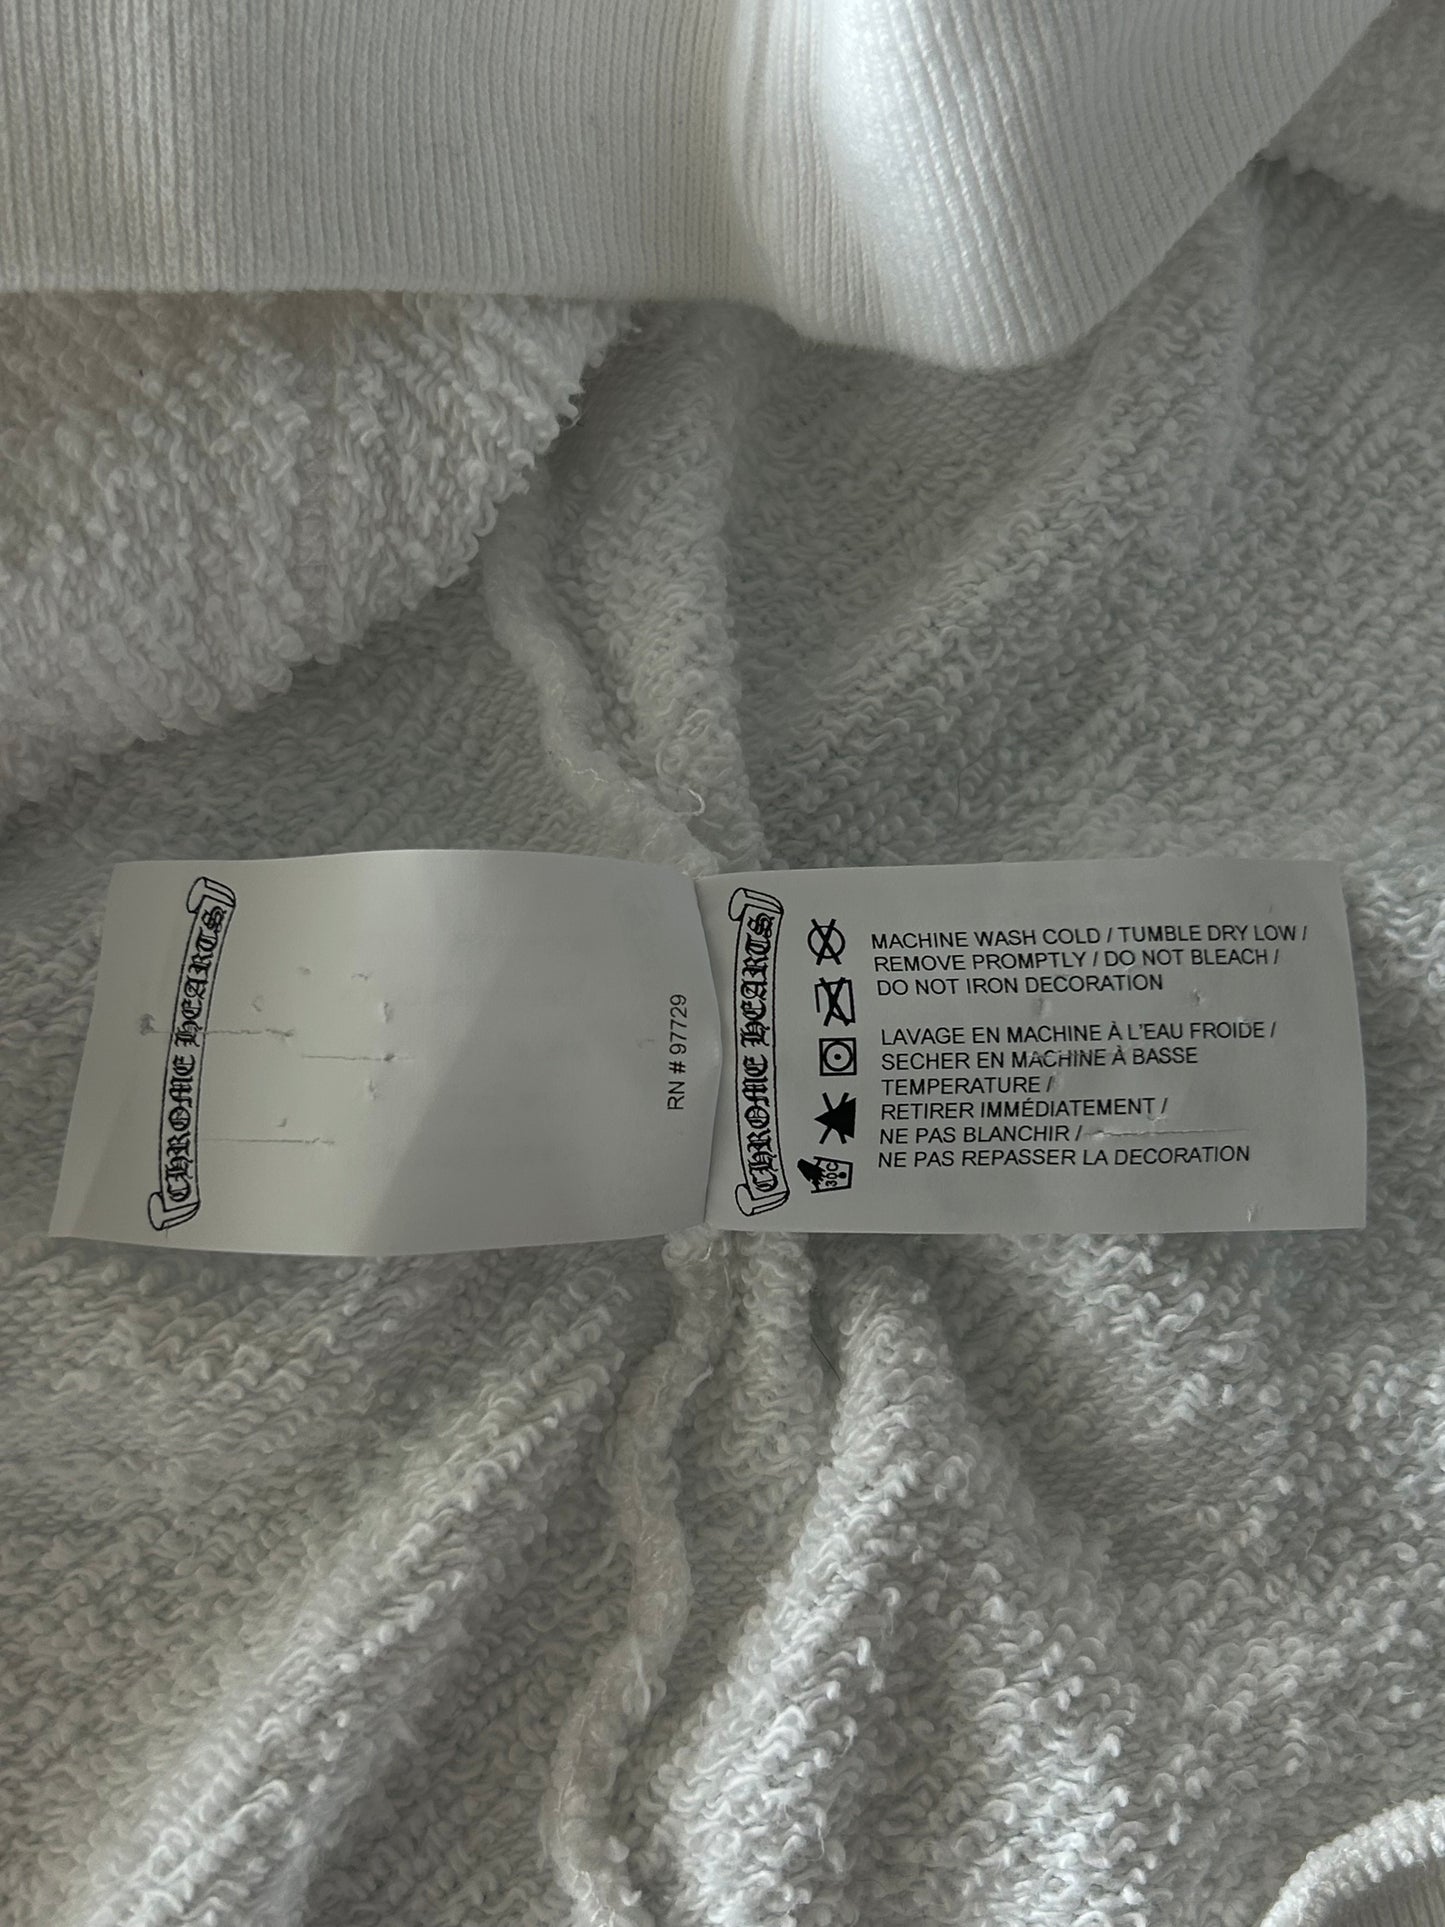 CHROME HEARTS
RN # 97729
CHROME HEARTS
MACHINE WASH COLD / TUMBLE DRY LOW /
REMOVE PROMPTLY / DO NOT BLEACH /
DO NOT IRON DECORATION
LAVAGE EN MACHINE À L'EAU FROIDE /
SECHER EN MACHINE À BASSE
TEMPERATURE /
RETIRER IMMÉDIATEMENT /
NE PAS BLANCHIR /
NE PAS REPASSER LA DECORATION
30C